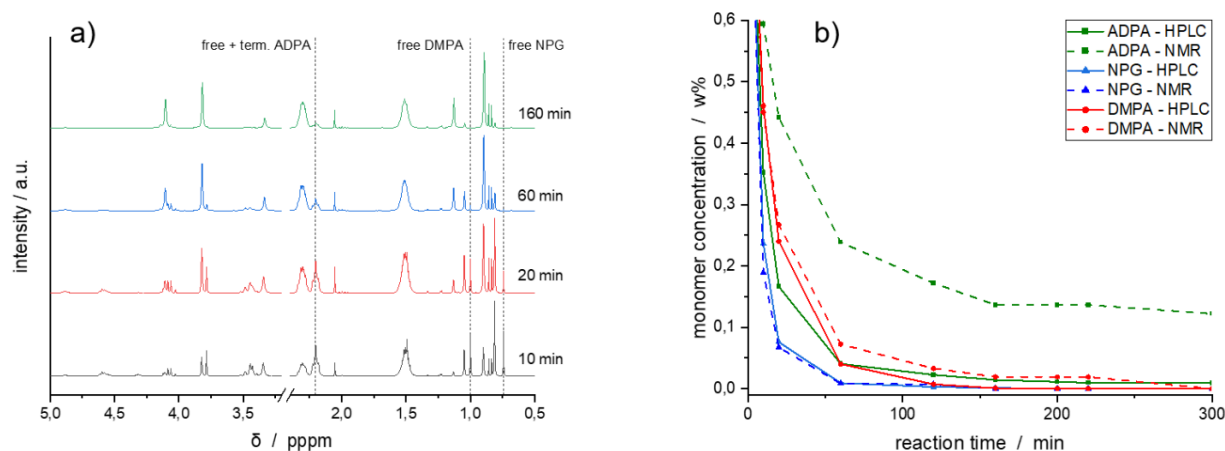 a)
free + term. ADPA
free DMPA
free NPG
160 min
60 min
20 min
10 min
intensity / a.u.
5,0
4,5
4,0
3,5
2,0
1,5
1,0
0,5
δ / pppm
b)
ADPA - HPLC
ADPA - NMR
NPG - HPLC
NPG - NMR
DMPA - HPLC
DMPA - NMR
monomer concentration / w%
0,6
0,5
0,4
0,3
0,2
0,1
0,0
0
100
200
300
reaction time / min